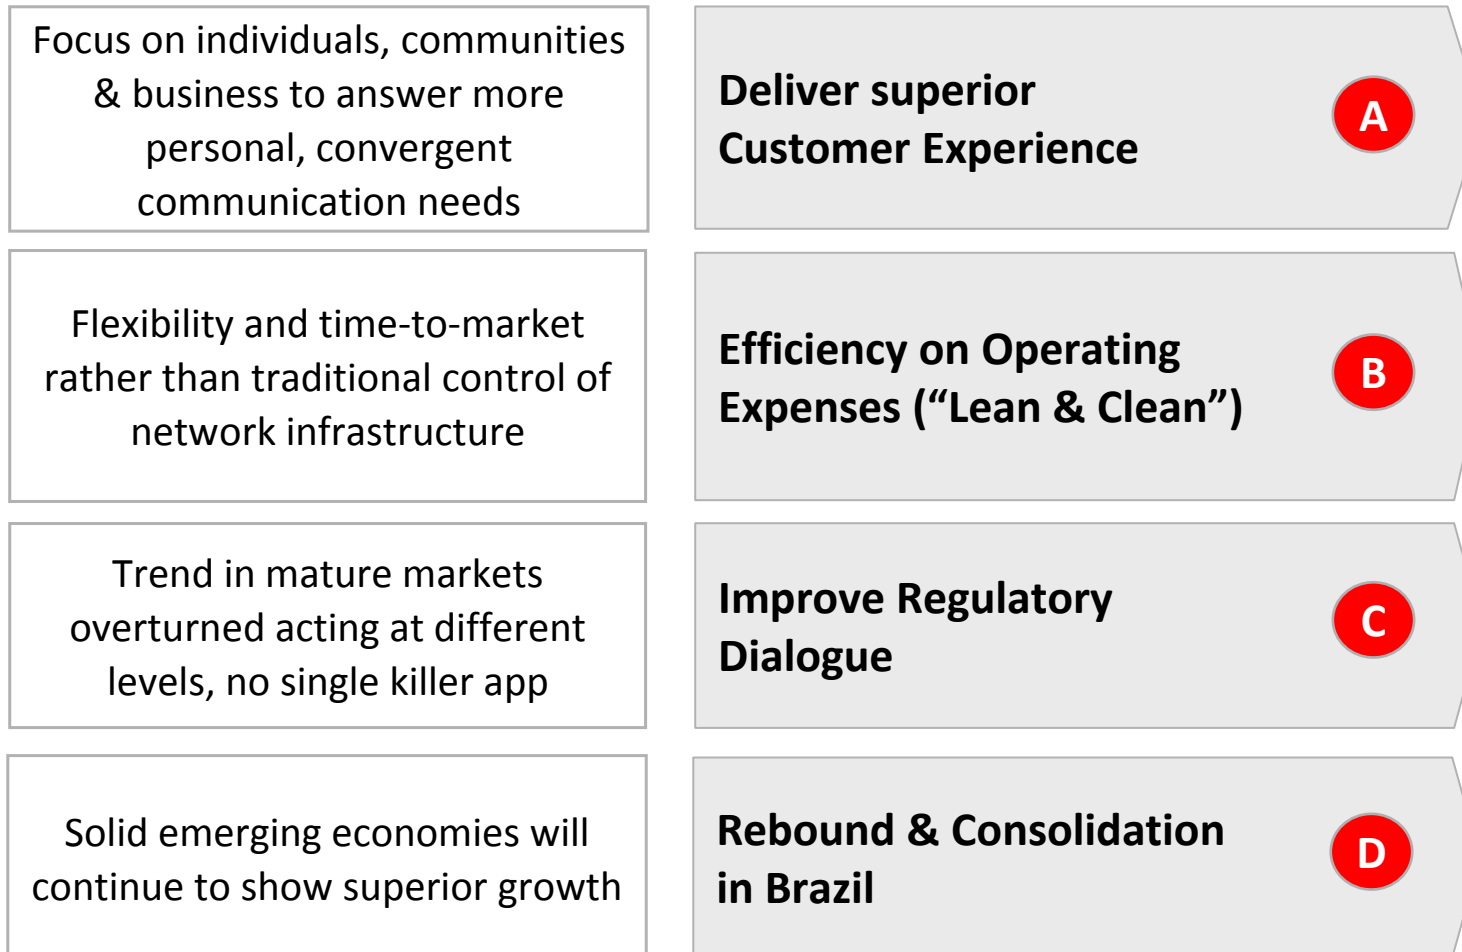 Focus on individuals, communities
& business to answer more
personal, convergent
communication needs
Deliver superior
Customer Experience
A
Flexibility and time-to-market
rather than traditional control of
network infrastructure
Efficiency on Operating
Expenses (“Lean & Clean”)
B
Trend in mature markets
overturned acting at different
levels, no single killer app
Improve Regulatory
Dialogue
C
Solid emerging economies will
continue to show superior growth
Rebound & Consolidation
in Brazil
D